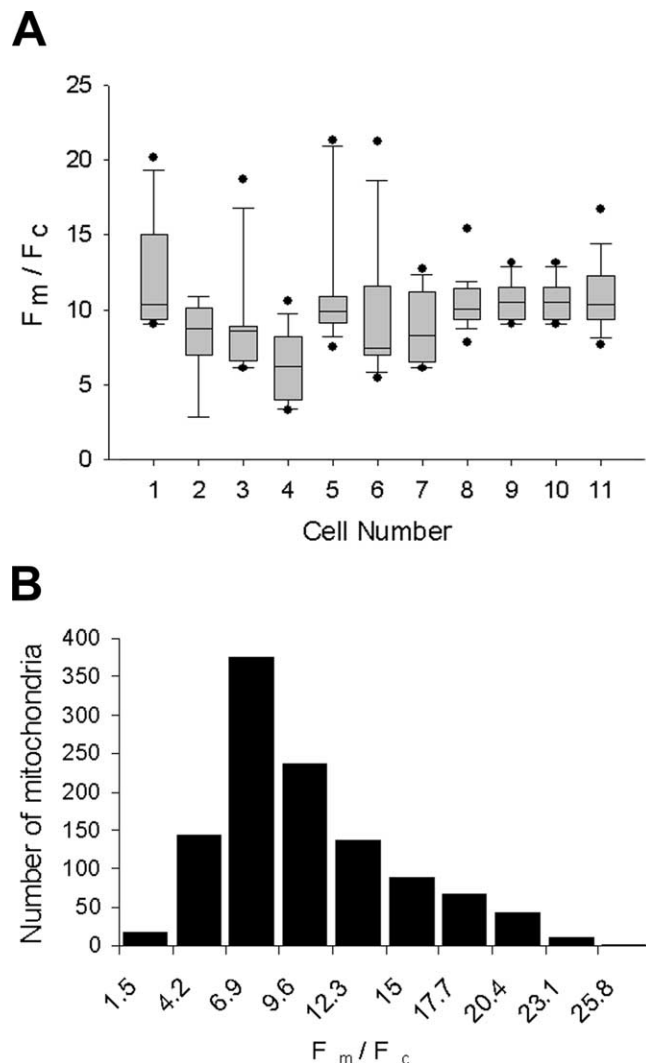 A
25
20
15
10
5
0
Fm / Fc
1 2 3 4 5 6 7 8 9 10 11
Cell Number
B
400
350
300
250
200
150
100
50
0
Number of mitochondria
1.5 4.2 6.9 9.6 12.3 15 17.7 20.4 23.1 25.8
F m / F c